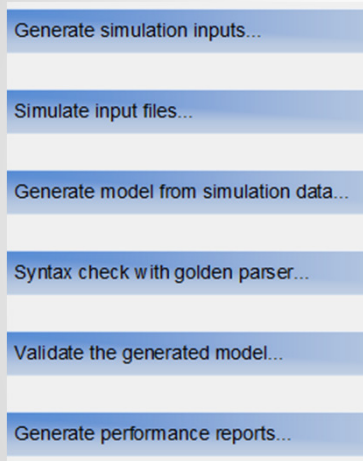 Generate simulation inputs...
Simulate input files...
Generate model from simulation data...
Syntax check with golden parser...
Validate the generated model...
Generate performance reports...